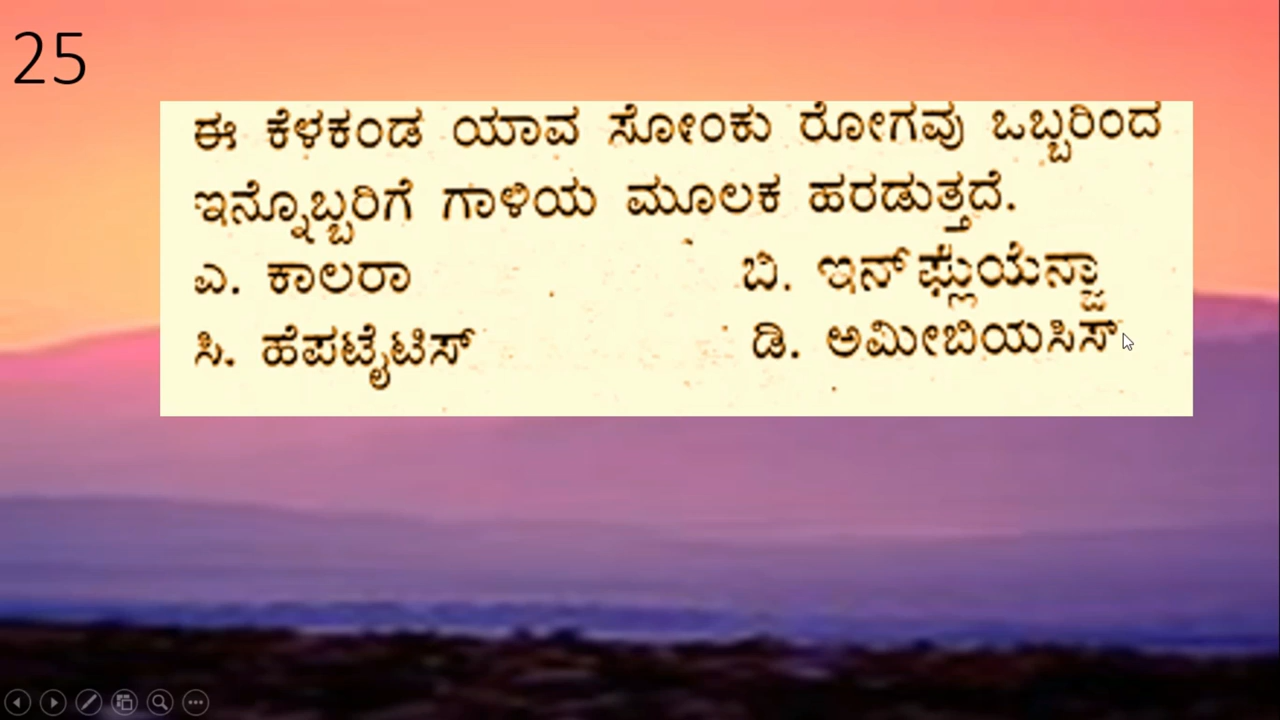 25
ಈ ಕೆಳಕಂಡ ಯಾವ ಸೋಂಕು ರೋಗವು ಒಬ್ಬರಿಂದ
ಇನ್ನೊಬ್ಬರಿಗೆ ಗಾಳಿಯ ಮೂಲಕ ಹರಡುತ್ತದೆ.
ಎ. ಕಾಲರಾ ಬಿ. ಇನ್‌ಫ್ಲುಯೆನ್ಜಾ
ಸಿ. ಹೆಪಟೈಟಿಸ್ ಡಿ. ಅಮೀಬಿಯಸಿಸ್